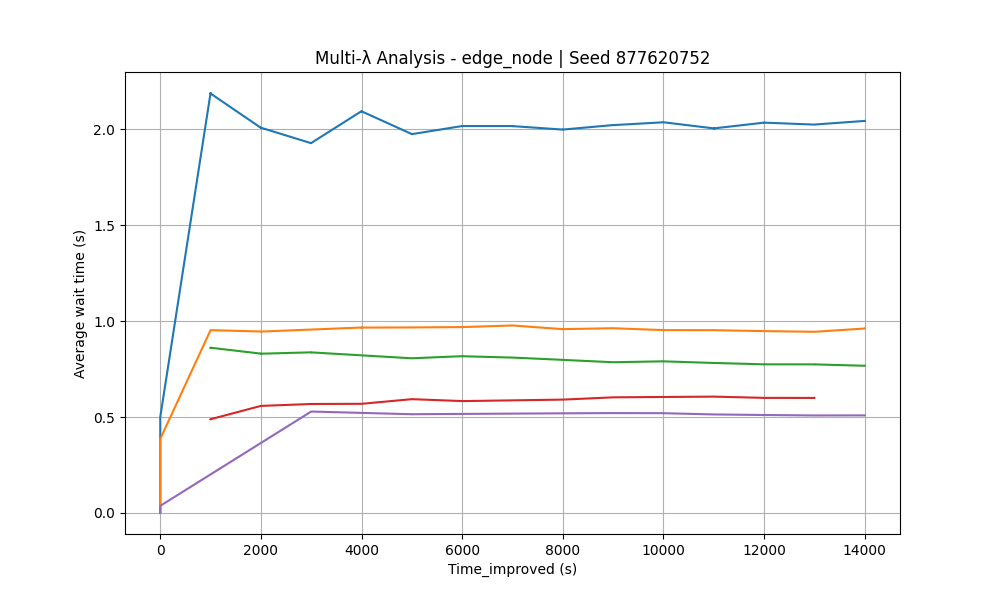 Multi-λ Analysis - edge_node | Seed 877620752
Average wait time (s)
2.0
1.5
1.0
0.5
0.0
0 2000 4000 6000 8000 10000 12000 14000
Time_improved (s)